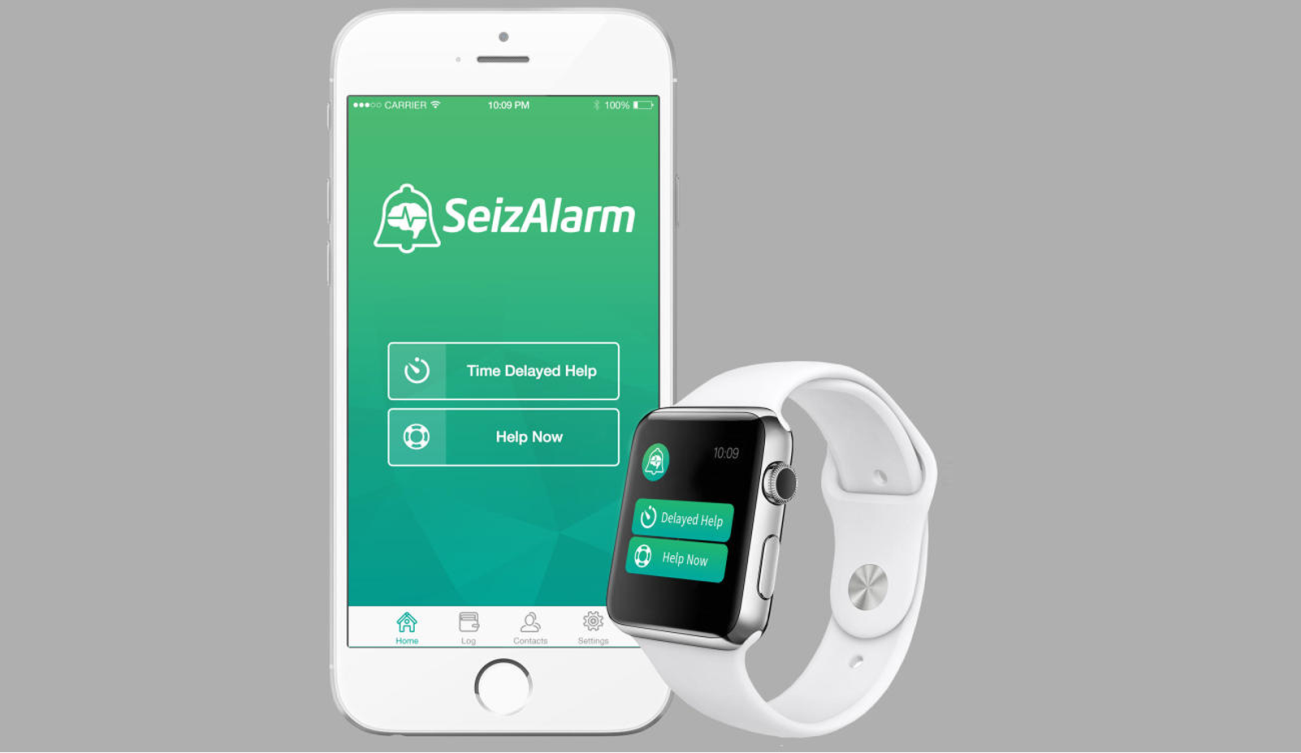 CARRIER 10:09 PM 100%
SeizAlarm
Time Delayed Help
Help Now
Home Log Contacts Settings
10:09
Delayed Help
Help Now